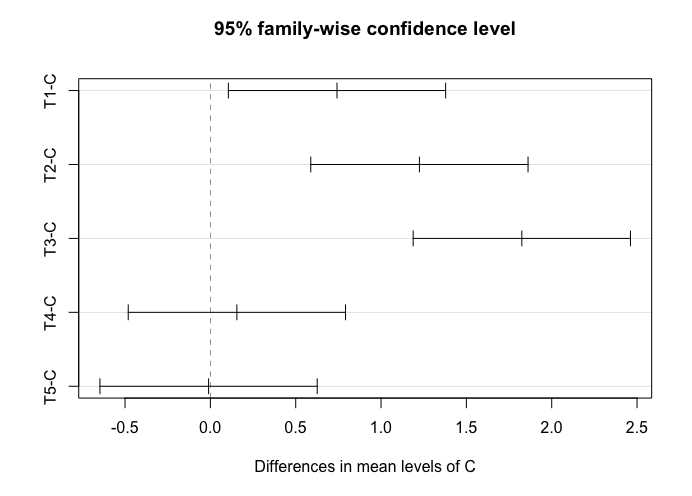 95% family-wise confidence level
T1-C
T2-C
T3-C
T4-C
T5-C
-0.5 0.0 0.5 1.0 1.5 2.0 2.5
Differences in mean levels of C